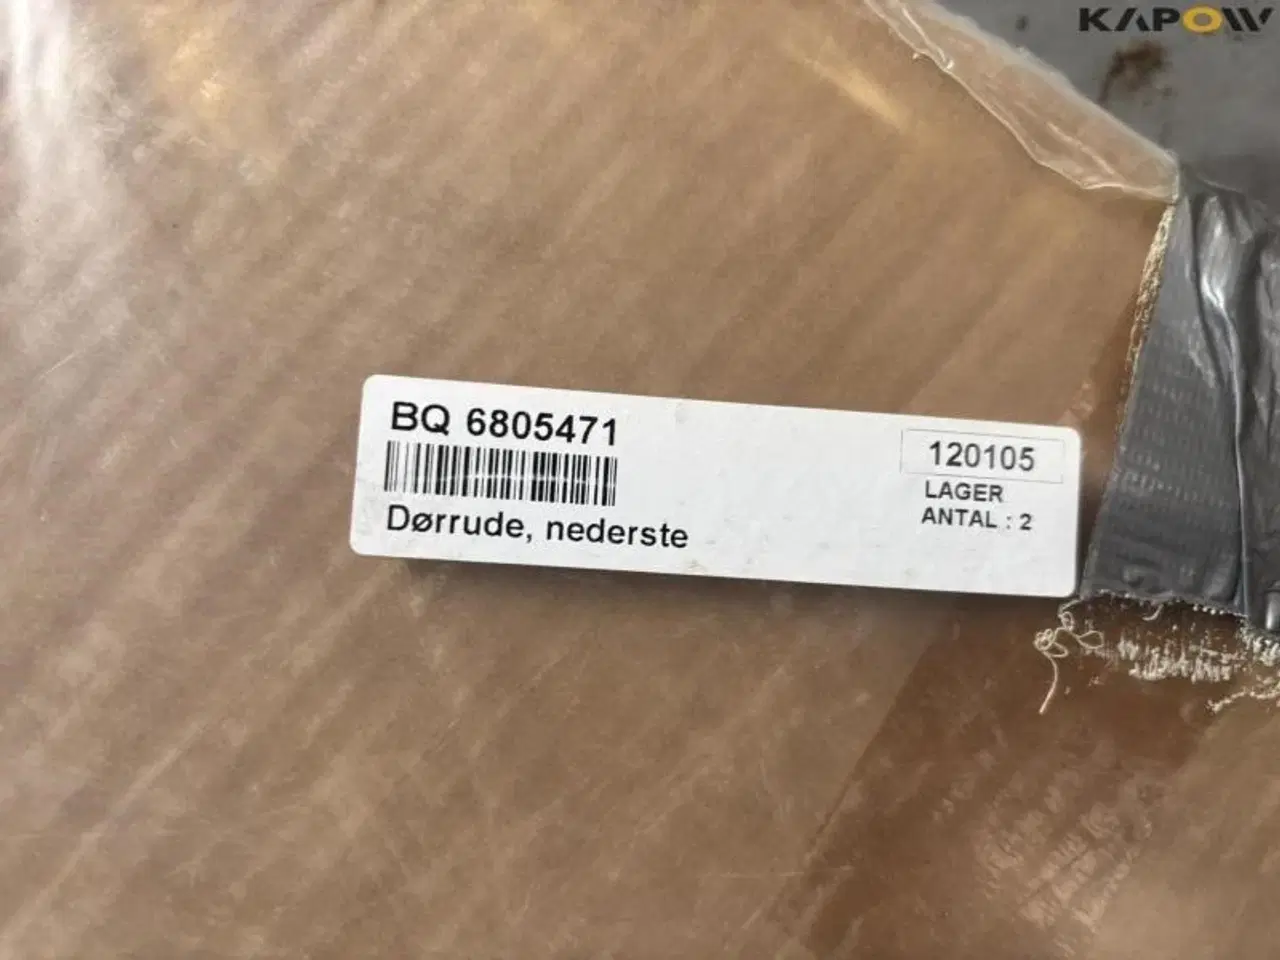 KAPOW
BQ 6805471
120105
LAGER
ANTAL : 2
Dørrude, nederste